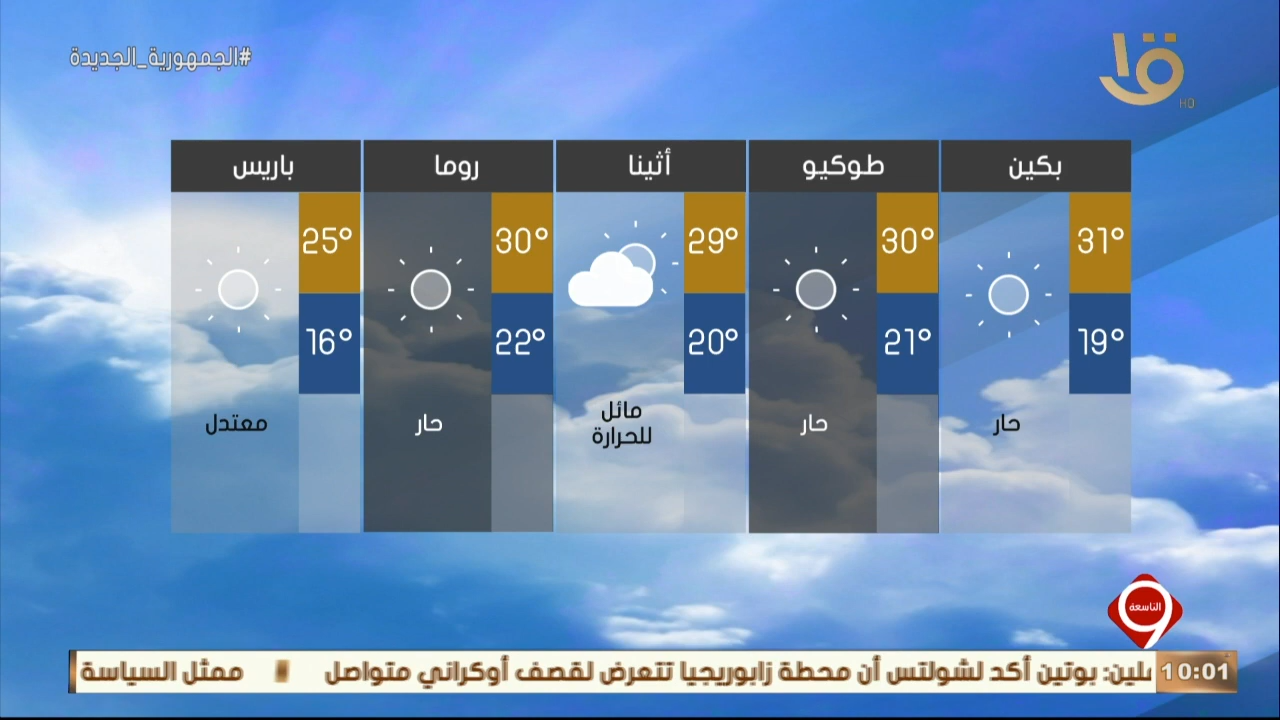 #الجمهورية_الجديدة
HD
بكين
31°
19°
حار
طوكيو
30°
21°
حار
أثينا
29°
20°
مائل
للحرارة
روما
30°
22°
حار
باريس
25°
16°
معتدل
التاسعة
9
10:01
بوتين أكد لشولتس أن محطة زابوريجيا تتعرض لقصف أوكراني متواصل ممثل السياسة